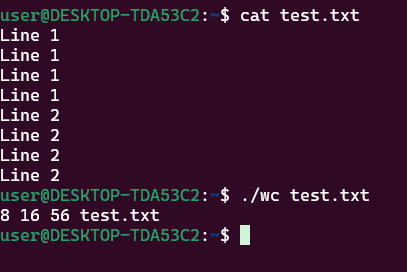 user@DESKTOP-TDA53C2:~$ cat test.txt
Line 1
Line 1
Line 1
Line 1
Line 2
Line 2
Line 2
Line 2
user@DESKTOP-TDA53C2:~$ ./wc test.txt
8 16 56 test.txt
user@DESKTOP-TDA53C2:~$